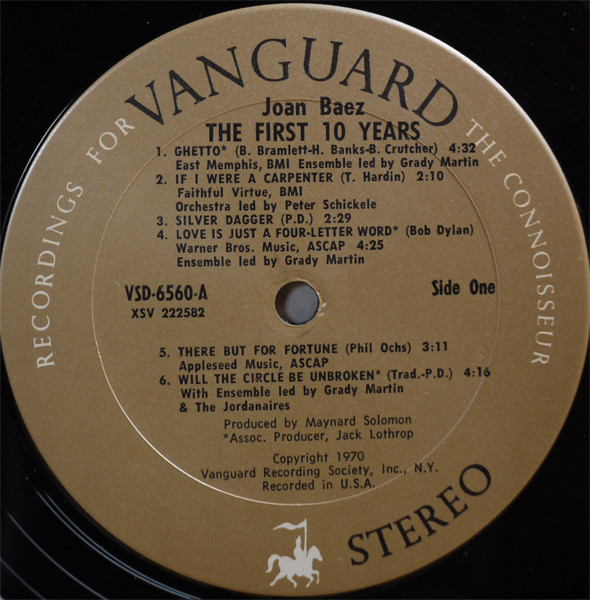 RECORDINGS FOR VANGUARD THE CONNOISSEUR
Joan Baez
THE FIRST 10 YEARS
1. GHETTO* (B. Bramlett-H. Banks-B. Crutcher) 4:32
East Memphis, BMI Ensemble led by Grady Martin
2. IF I WERE A CARPENTER (T. Hardin) 2:10
Faithful Virtue, BMI
Orchestra led by Peter Schickele
3. SILVER DAGGER (P.D.) 2:29
4. LOVE IS JUST A FOUR-LETTER WORD* (Bob Dylan)
Warner Bros. Music, ASCAP 4:25
Ensemble led by Grady Martin
VSD-6560-A Side One
XSV 222582
5. THERE BUT FOR FORTUNE (Phil Ochs) 3:11
Appleseed Music, ASCAP
6. WILL THE CIRCLE BE UNBROKEN* (Trad.-P.D.) 4:16
With Ensemble led by Grady Martin
& The Jordanaires
Produced by Maynard Solomon
*Assoc. Producer, Jack Lothrop
Copyright 1970
Vanguard Recording Society, Inc., N.Y.
Recorded in U.S.A.
STEREO